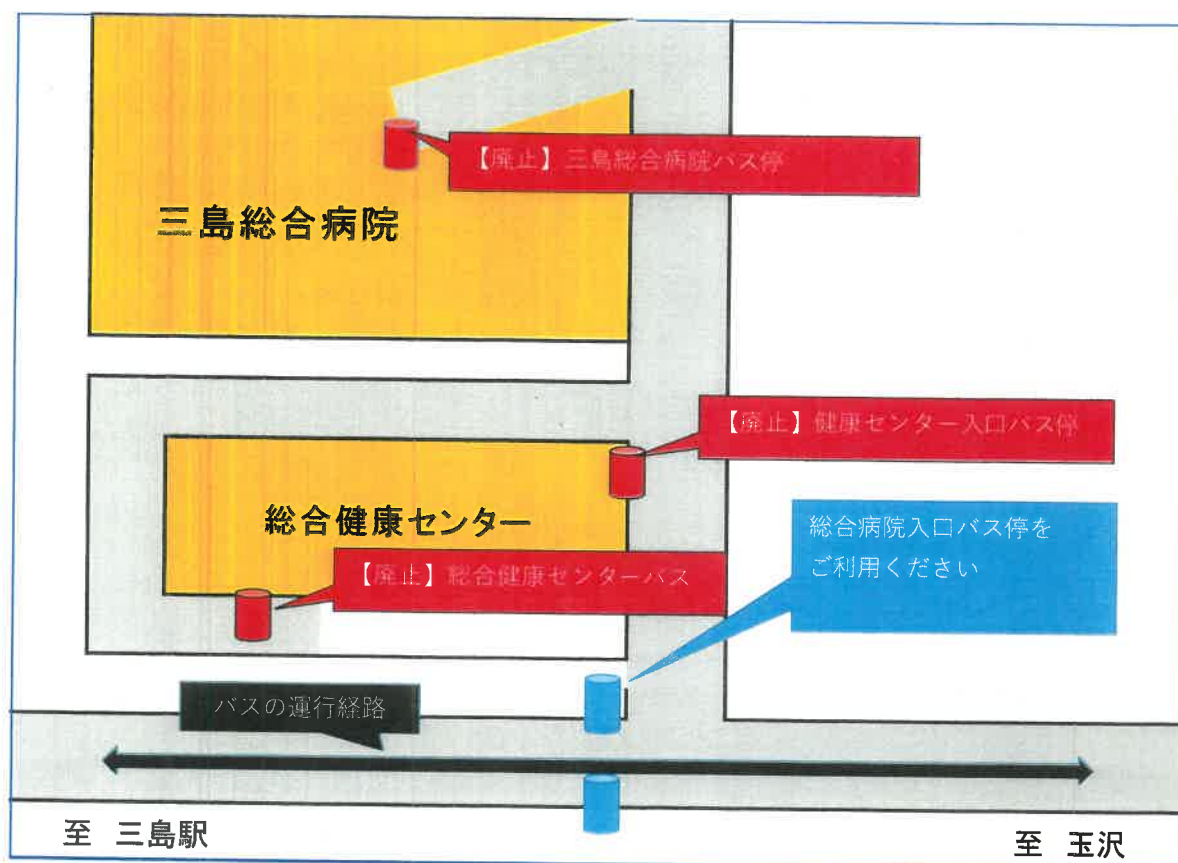 【廃止】三島総合病院バス停
三島総合病院
【廃止】健康センター入口バス停
総合健康センター
総合病院入口バス停を
ご利用ください
【廃止】総合健康センターバス
バスの運行経路
至 三島駅
至 玉沢